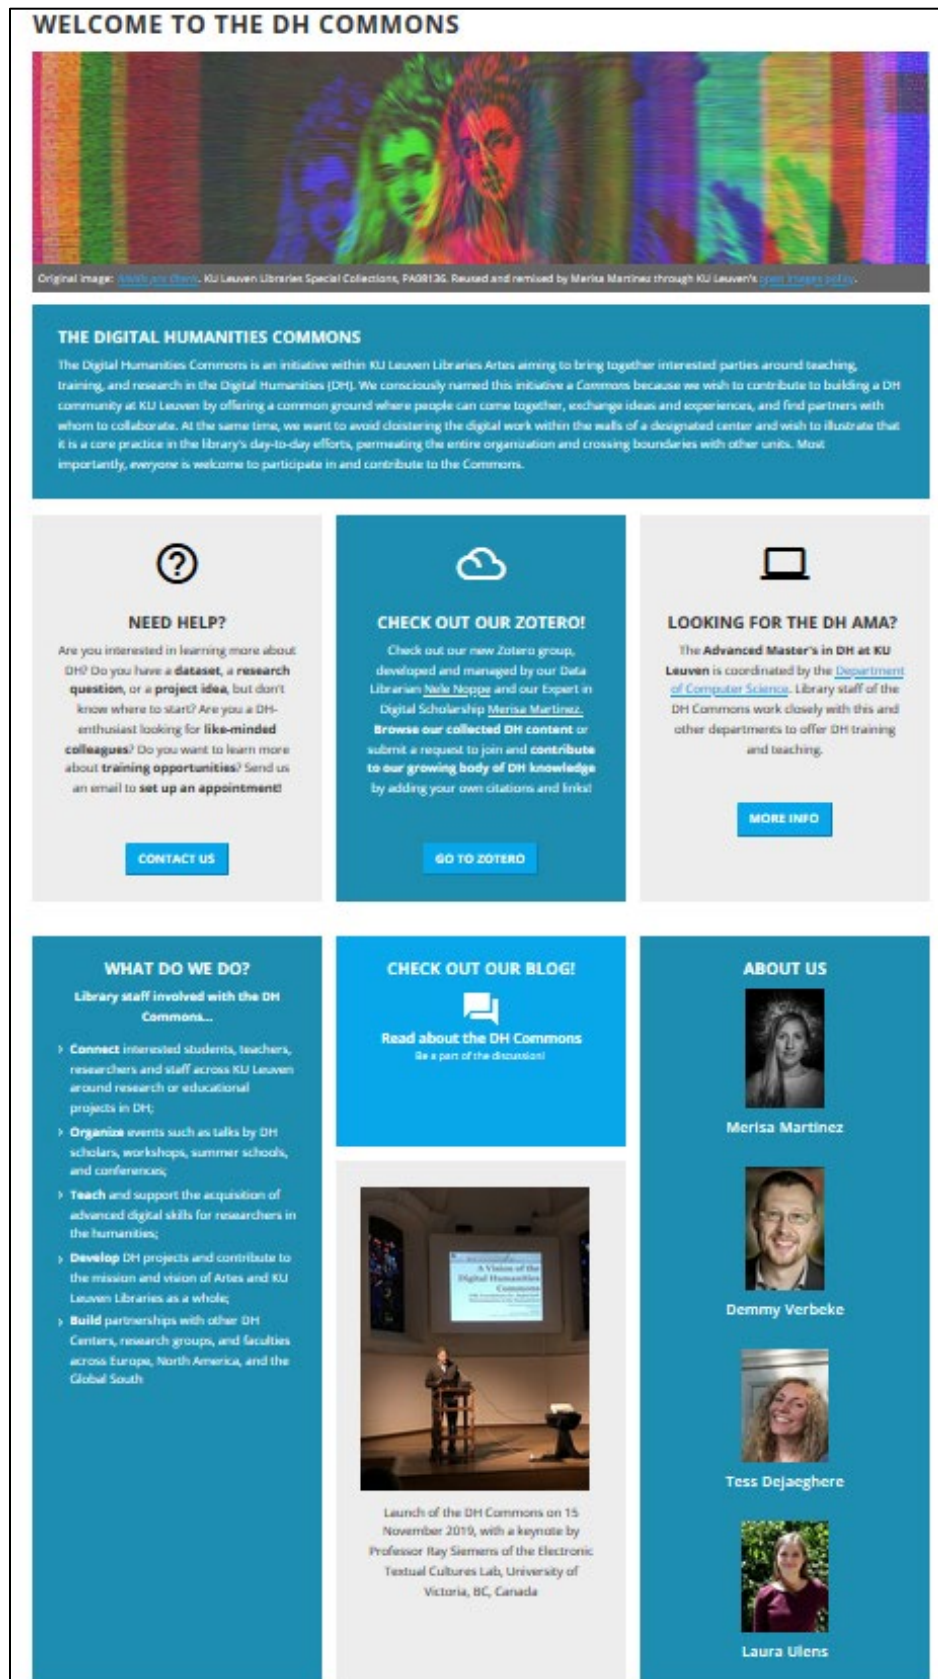 WELCOME TO THE DH COMMONS
Original image: KU Leuven Libraries Special Collections, PA08136. Reused and remixed by Merisa Martinez through KU Leuven's open images policy.
THE DIGITAL HUMANITIES COMMONS
The Digital Humanities Commons is an initiative within KU Leuven Libraries Artes aiming to bring together interested parties around teaching,
training, and research in the Digital Humanities (DH). We consciously named this initiative a Commons because we wish to contribute to building a DH
community at KU Leuven by offering a common ground where people can come together, exchange ideas and experiences, and find partners with
whom to collaborate. At the same time, we want to avoid cloistering the digital work within the walls of a designated center and wish to illustrate that
it is a core practice in the library's day-to-day efforts, permeating the entire organization and crossing boundaries with other units. Most
importantly, everyone is welcome to participate in and contribute to the Commons.
NEED HELP?
Are you interested in learning more about
DH? Do you have a dataset, a research
question, or a project idea, but don't
know where to start? Are you a DH-
enthusiast looking for like-minded
colleagues? Do you want to learn more
about training opportunities? Send us
an email to set up an appointment!
CONTACT US
CHECK OUT OUR ZOTERO!
Check out our new Zotero group,
developed and managed by our Data
Librarian Nele Noppe and our Expert in
Digital Scholarship Merisa Martinez.
Browse our collected DH content or
submit a request to join and contribute
to our growing body of DH knowledge
by adding your own citations and links!
GO TO ZOTERO
LOOKING FOR THE DH AMA?
The Advanced Master's in DH at KU
Leuven is coordinated by the Department
of Computer Science. Library staff of the
DH Commons work closely with this and
other departments to offer DH training
and teaching.
MORE INFO
WHAT DO WE DO?
Library staff involved with the DH
Commons...
Connect interested students, teachers,
researchers and staff across KU Leuven
around research or educational
projects in DH;
Organize events such as talks by DH
scholars, workshops, summer schools,
and conferences;
Teach and support the acquisition of
advanced digital skills for researchers in
the humanities;
Develop DH projects and contribute to
the mission and vision of Artes and KU
Leuven Libraries as a whole;
Build partnerships with other DH
Centers, research groups, and faculties
across Europe, North America, and the
Global South
CHECK OUT OUR BLOG!
Read about the DH Commons
Be a part of the discussion!
A Vision of the
Digital Humanities
Commons
Launch of the DH Commons on 15
November 2019, with a keynote by
Professor Ray Siemens of the Electronic
Textual Cultures Lab, University of
Victoria, BC, Canada
ABOUT US
Merisa Martinez
Demmy Verbeke
Tess Dejaeghere
Laura Ulens